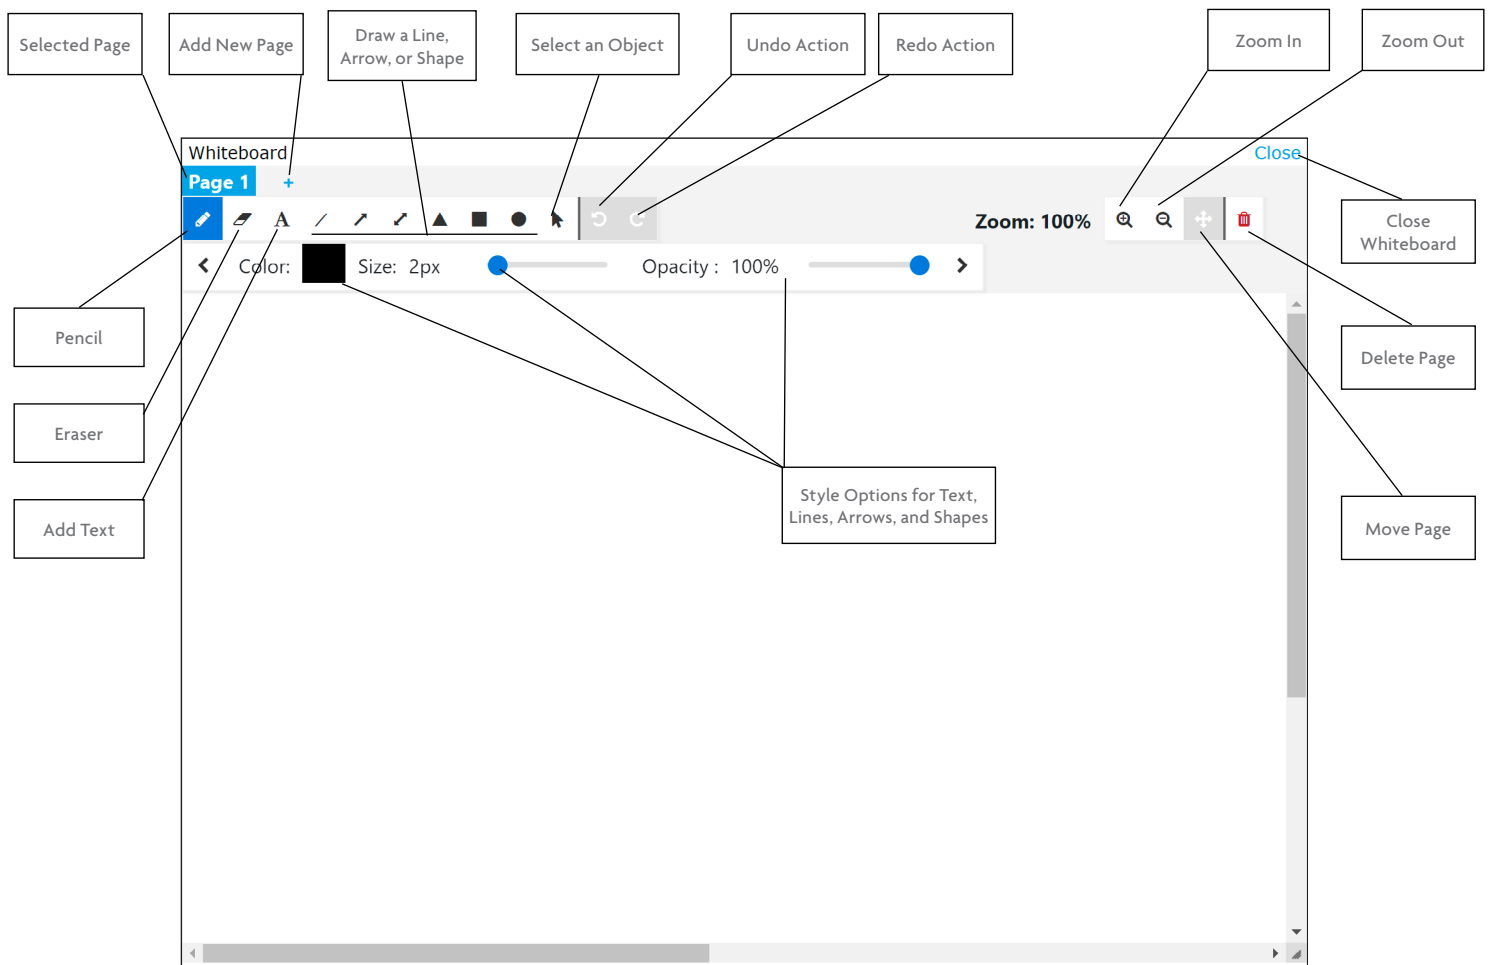 Selected Page
Add New Page
Draw a Line,
Arrow, or Shape
Select an Object
Undo Action
Redo Action
Zoom In
Zoom Out
Whiteboard
Close
Page 1
+
A
Zoom: 100%
Close
Whiteboard
Color:
Size: 2px
Opacity : 100%
Pencil
Delete Page
Eraser
Style Options for Text,
Lines, Arrows, and Shapes
Add Text
Move Page